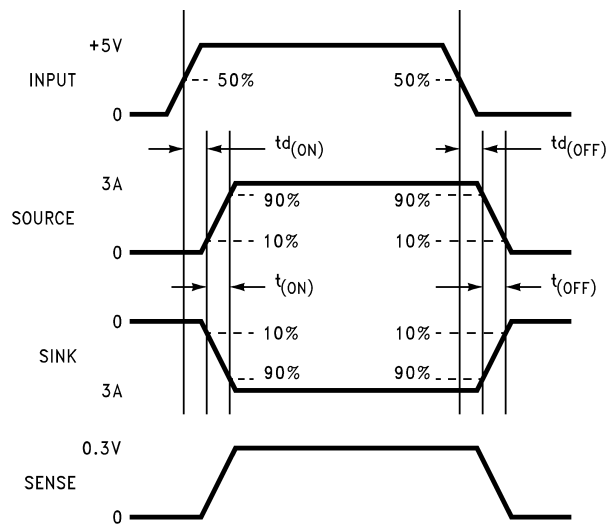 +5V
INPUT
50%
50%
0
td(ON)
td(OFF)
3A
90%
90%
SOURCE
10%
10%
0
t(ON)
t(OFF)
0
10%
10%
SINK
90%
90%
3A
0.3V
SENSE
0